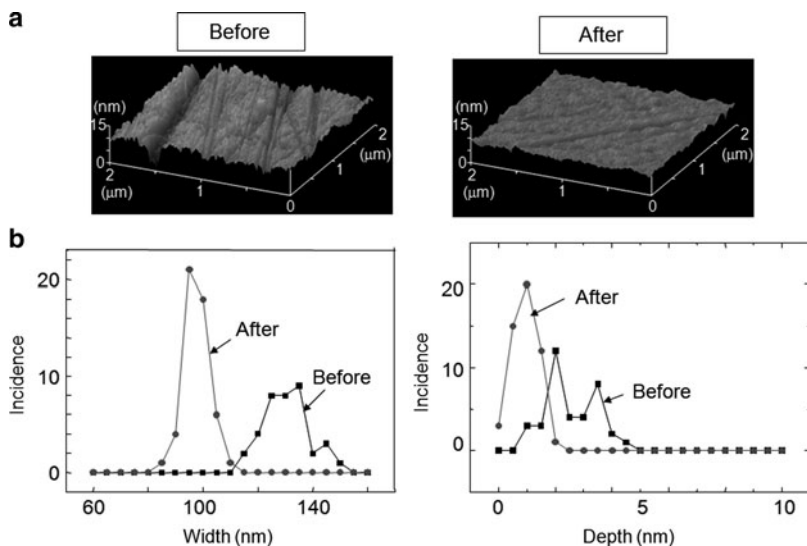 a
Before
After
(nm)
15
0
2
(μm)
1
0
1
2
(μm)
(nm)
15
0
2
(μm)
1
0
1
2
(μm)
b
20
10
0
Incidence
After
Before
60
100
140
Width (nm)
20
10
0
Incidence
After
Before
0
5
10
Depth (nm)